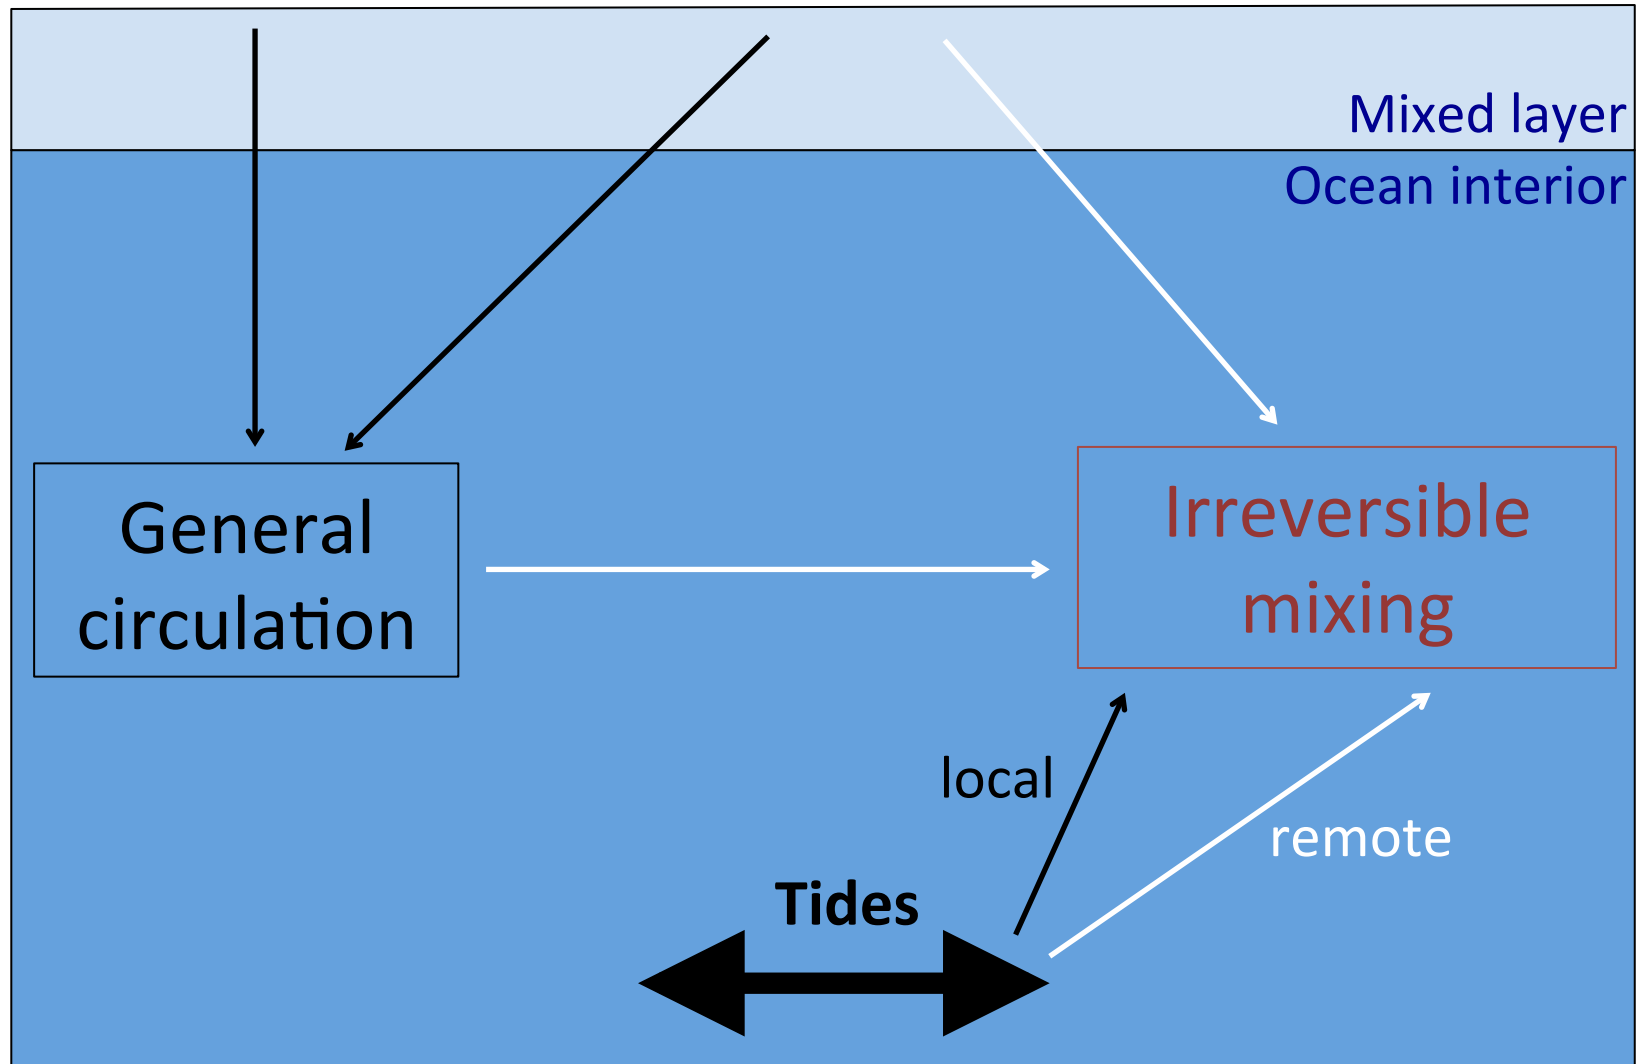 Mixed layer
Ocean interior
General
circulation
Irreversible
mixing
local
remote
Tides